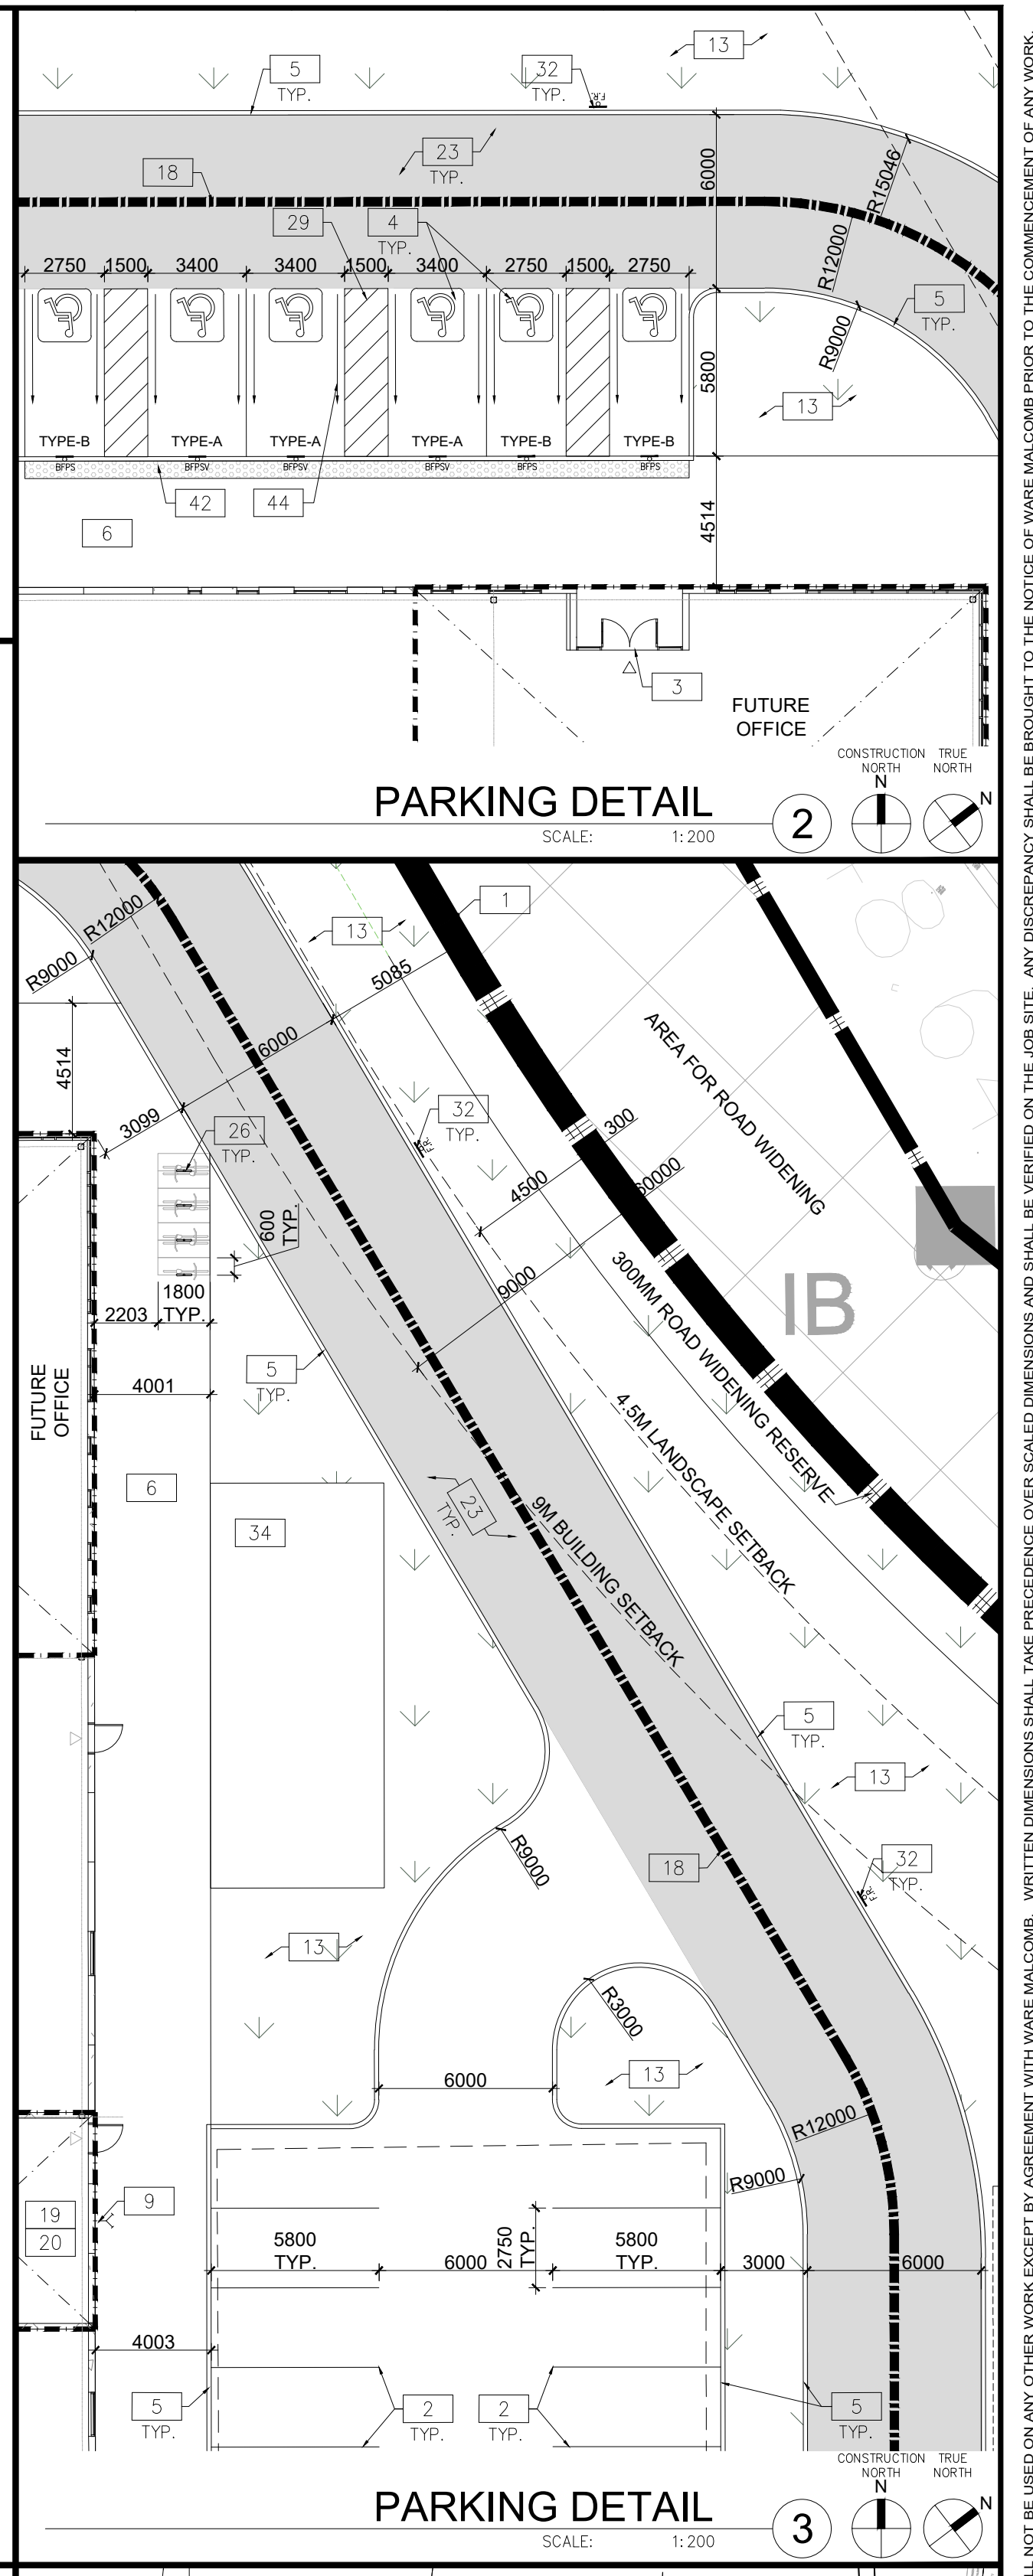 13
5
TYP.
32
TYP.
F.R.
23
TYP.
18
6000
R15046
29
4
TYP.
R12000
2750 1500 3400 3400 1500 3400 2750 1500 2750
5
TYP.
R9000
5800
13
TYPE-B TYPE-A TYPE-A TYPE-A TYPE-B TYPE-B
BFPS BFPSV BFPSV BFPSV BFPS BFPS
42
44
6
4514
3
FUTURE
OFFICE
CONSTRUCTION
NORTH
N
TRUE
NORTH
N
PARKING DETAIL
SCALE: 1:200
2
1
13
R12000
R9000
5085
6000
4514
AREA FOR ROAD WIDENING
3099
26
TYP.
32
TYP.
F.R.
300
4500
600
TYP.
9000
300MM ROAD WIDENING RESERVE
IB
1800
TYP.
2203
FUTURE
OFFICE
5
TYP.
4001
4.5M LANDSCAPE SETBACK
6
23
TYP.
34
9M BUILDING SETBACK
5
TYP.
13
R9000
18
32
TYP.
F.R.
13
R3000
13
6000
R12000
R9000
9
19
20
5800
TYP.
6000
2750
TYP.
5800
TYP.
3000
6000
4003
5
TYP.
2
TYP.
2
TYP.
5
TYP.
CONSTRUCTION
NORTH
N
TRUE
NORTH
N
PARKING DETAIL
SCALE: 1:200
3
NOT BE USED ON ANY OTHER WORK EXCEPT BY AGREEMENT WITH WARE MALCOMB. WRITTEN DIMENSIONS SHALL TAKE PRECEDENCE OVER SCALED DIMENSIONS AND SHALL BE VERIFIED ON THE JOB SITE. ANY DISCREPANCY SHALL BE BROUGHT TO THE NOTICE OF WARE MALCOMB PRIOR TO THE COMMENCEMENT OF ANY WORK.